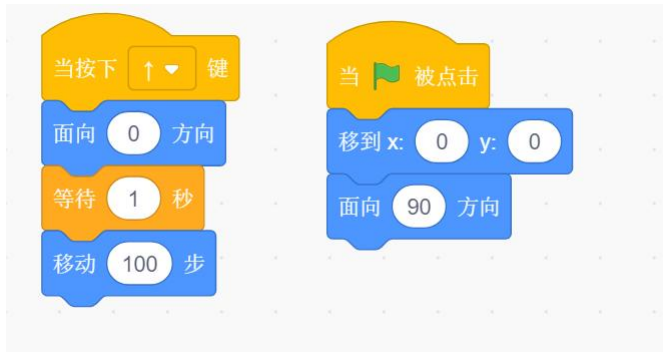 当按下 ↑ 键
面向 0 方向
等待 1 秒
移动 100 步
当 被点击
移到 x: 0 y: 0
面向 90 方向